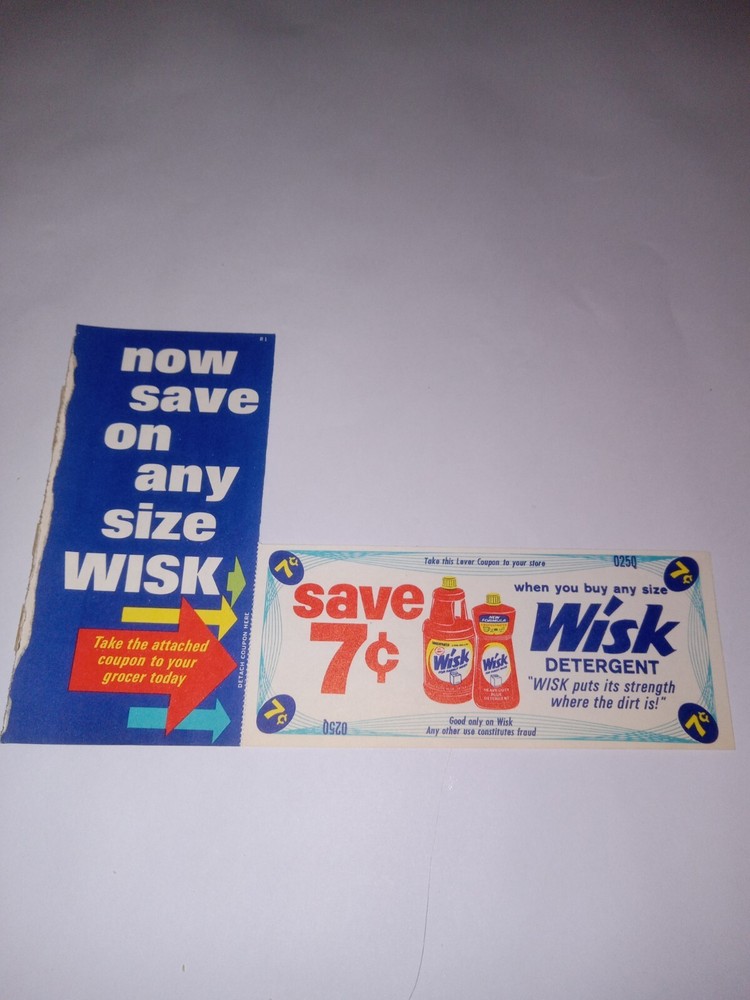 now
save
on
any
size
WISK
Take the attached
coupon to your
grocer today
DETACH COUPON HERE
7¢
Take this Lever Coupon to your store
025Q
7¢
save
7¢
when you buy any size
Wisk
DETERGENT
"WISK puts its strength
where the dirt is!"
NEW
FORMULA
Wisk
Wisk
7¢
025Q
Good only on Wisk
Any other use constitutes fraud
7¢